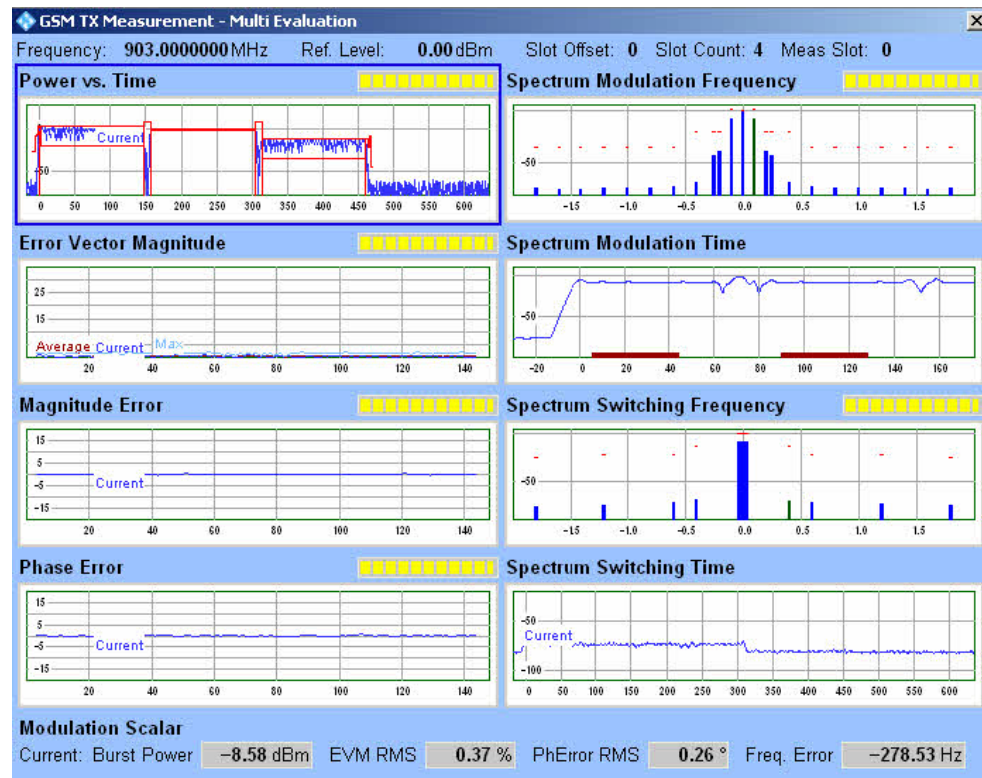 GSM TX Measurement - Multi Evaluation
Frequency: 903.0000000 MHz Ref. Level: 0.00 dBm Slot Offset: 0 Slot Count: 4 Meas Slot: 0
Power vs. Time
Current
-50
0 50 100 150 200 250 300 350 400 450 500 550 600
Spectrum Modulation Frequency
-50
-1.5 -1.0 -0.5 0.0 0.5 1.0 1.5
Error Vector Magnitude
25
15
Average Current Max
20 40 60 80 100 120 140
Spectrum Modulation Time
-50
-20 0 20 40 60 80 100 120 140 160
Magnitude Error
15
5
-5
Current
-15
20 40 60 80 100 120 140
Spectrum Switching Frequency
-50
-1.5 -1.0 -0.5 0.0 0.5 1.0 1.5
Phase Error
15
5
-5
Current
-15
20 40 60 80 100 120 140
Spectrum Switching Time
-50
Current
-100
0 50 100 150 200 250 300 350 400 450 500 550 600
Modulation Scalar
Current: Burst Power -8.58 dBm EVM RMS 0.37 % PhError RMS 0.26 ° Freq. Error -278.53 Hz